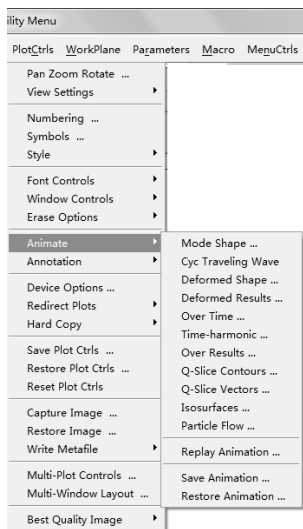 ility Menu
PlotCtrls WorkPlane Parameters Macro MenuCtrls
Pan Zoom Rotate ...
View Settings
Numbering ...
Symbols ...
Style
Font Controls
Window Controls
Erase Options
Animate
Annotation
Device Options ...
Redirect Plots
Hard Copy
Save Plot Ctrls ...
Restore Plot Ctrls ...
Reset Plot Ctrls
Capture Image ...
Restore Image ...
Write Metafile
Multi-Plot Controls ...
Multi-Window Layout ...
Best Quality Image
Mode Shape ...
Cyc Traveling Wave
Deformed Shape ...
Deformed Results ...
Over Time ...
Time-harmonic ...
Over Results ...
Q-Slice Contours ...
Q-Slice Vectors ...
Isosurfaces ...
Particle Flow ...
Replay Animation ...
Save Animation ...
Restore Animation ...